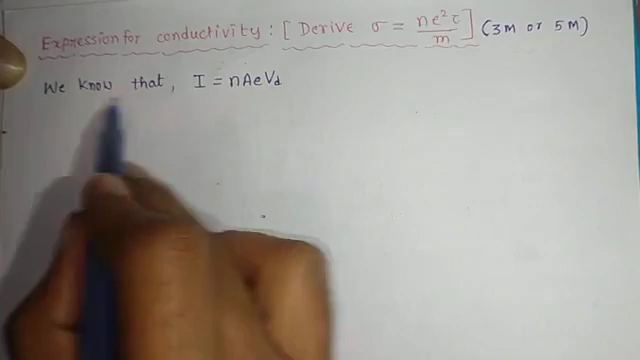 Expression for conductivity : [ Derive σ = ne²τ/m ] (3M or 5M)
We know that, I = nAeVd